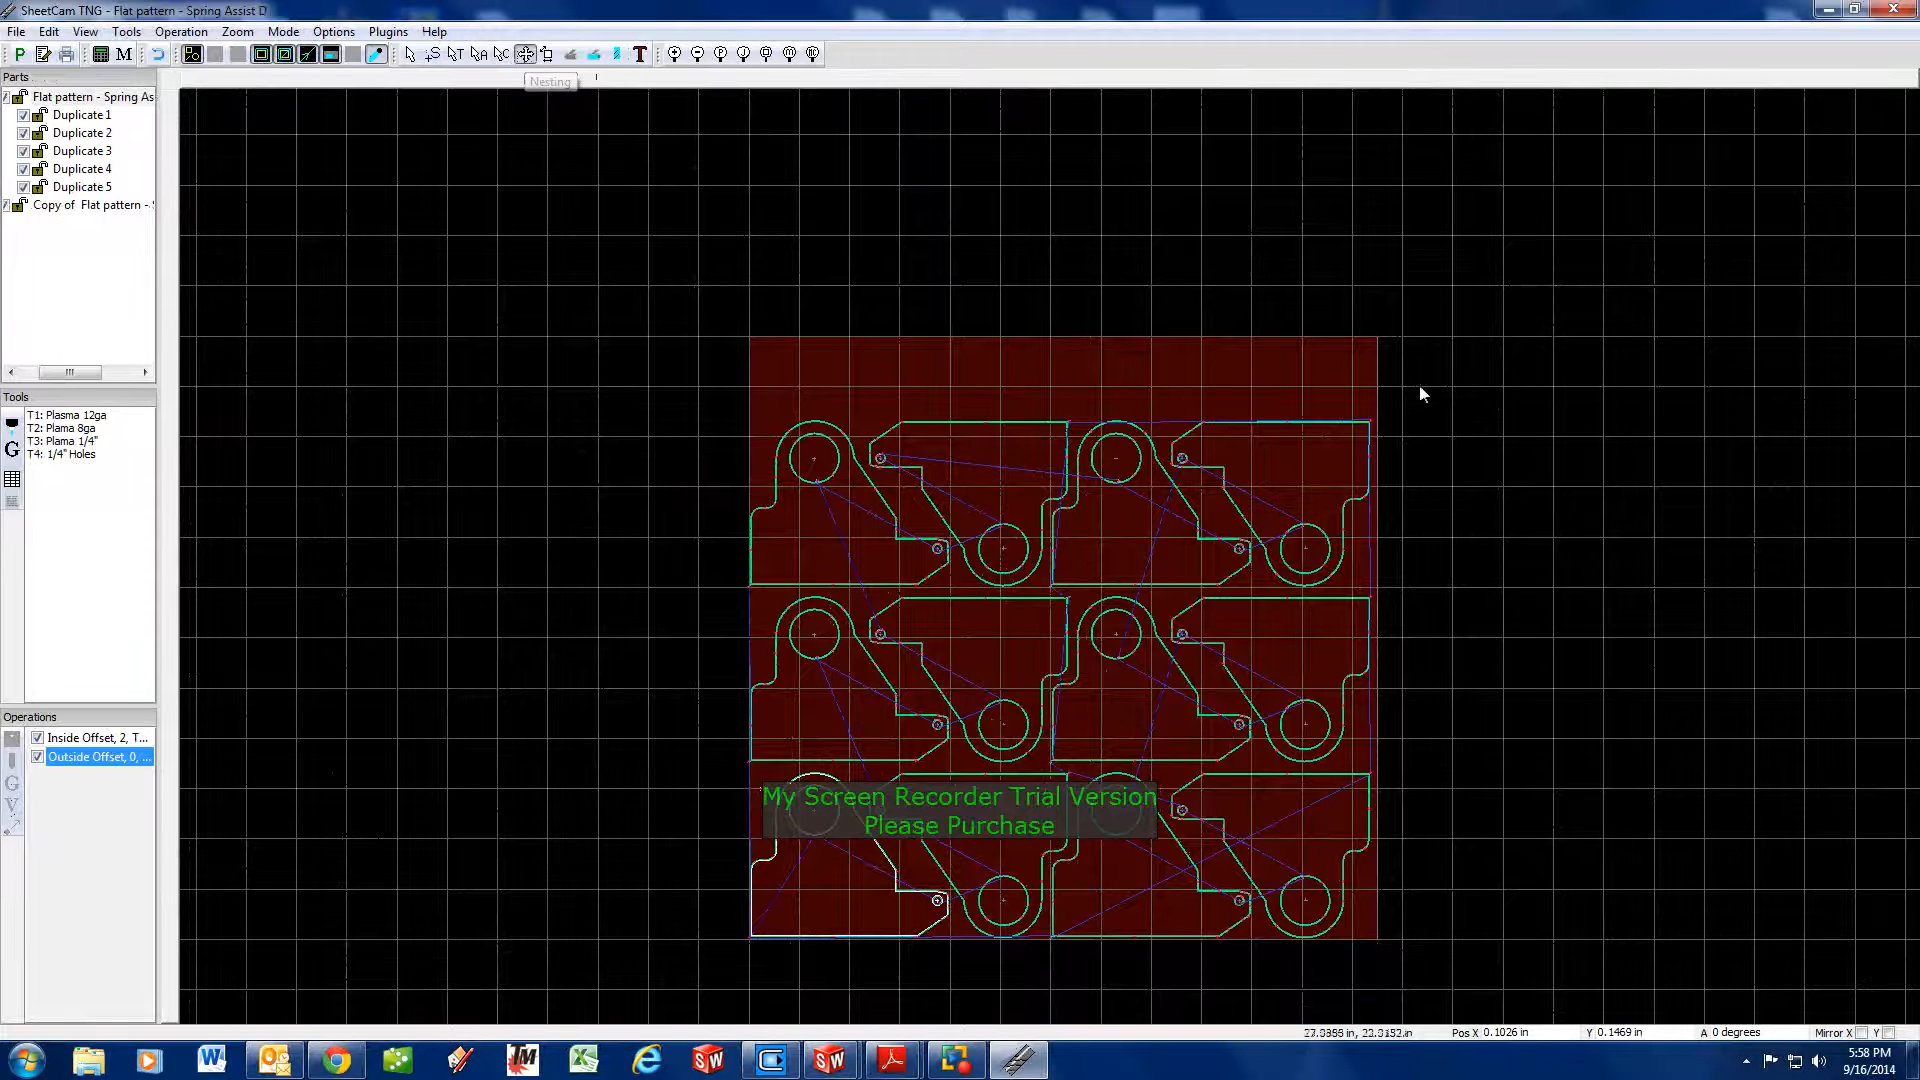 SheetCam TNG - Flat pattern - Spring Assist D
File Edit View Tools Operation Zoom Mode Options Plugins Help
P M S T A C T P J
Nesting
Parts
Flat pattern - Spring As
Duplicate 1
Duplicate 2
Duplicate 3
Duplicate 4
Duplicate 5
Copy of Flat pattern -
Tools
T1: Plasma 12ga
T2: Plama 8ga
T3: Plama 1/4"
T4: 1/4" Holes
G
Operations
Inside Offset, 2, T...
Outside Offset, 0, ...
My Screen Recorder Trial Version
Please Purchase
Pos X 0.1026 in Y 0.1469 in A 0 degrees Mirror X Y
5:58 PM
9/16/2014